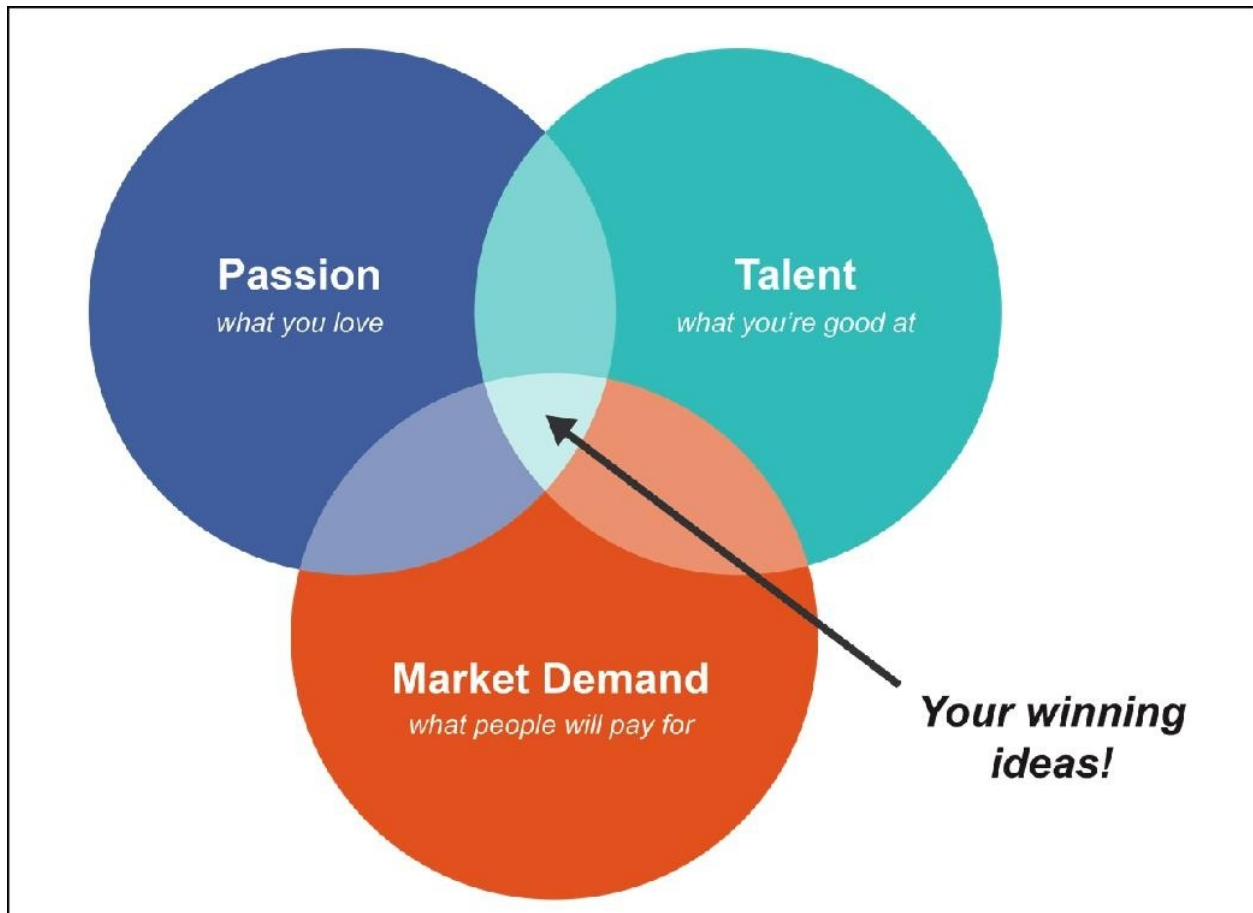 Passion
what you love
Talent
what you're good at
Market Demand
what people will pay for
Your winning
ideas!